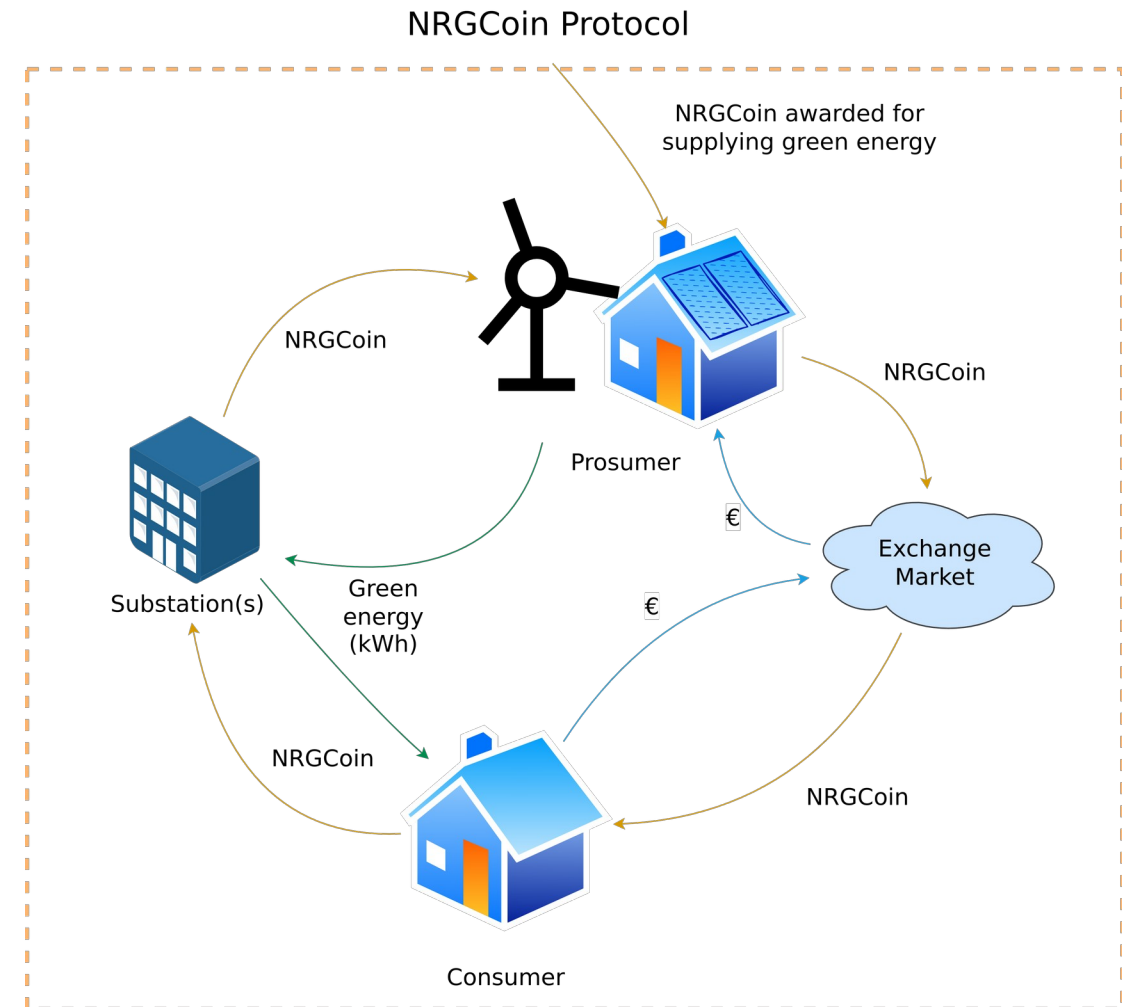 NRGCoin Protocol
NRGCoin awarded for
supplying green energy
NRGCoin
NRGCoin
Prosumer
€
Exchange
Market
Substation(s)
Green
energy
(kWh)
€
NRGCoin
NRGCoin
Consumer